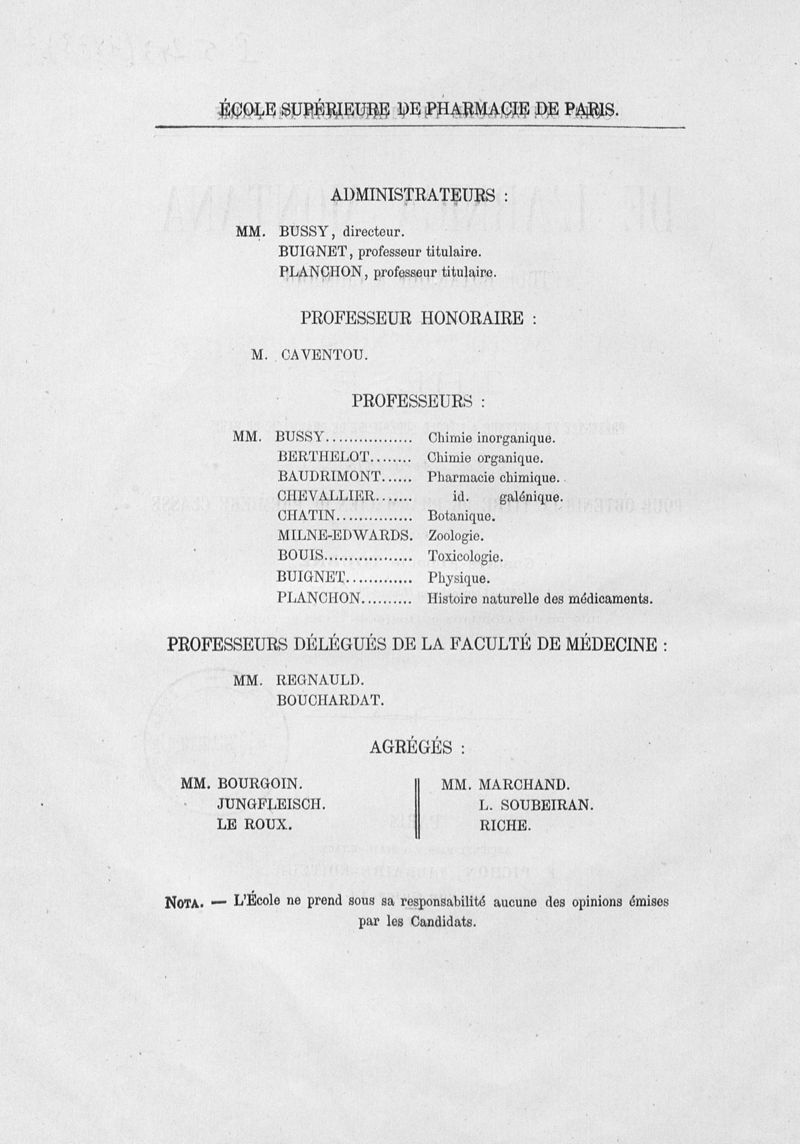 ÉCOLE SUPÉRIEURE DE PHARMACIE DE PARIS.
ADMINISTRATEURS :
MM. BUSSY, directeur.
BUIGNET, professeur titulaire.
PLANCHON, professeur titulaire.
PROFESSEUR HONORAIRE :
M. CAVENTOU.
PROFESSEURS :
MM. BUSSY................ Chimie inorganique.
BERTHELOT........ Chimie organique.
BAUDRIMONT...... Pharmacie chimique.
CHEVALLIER....... id. galénique.
CHATIN.............. Botanique.
MILNE-EDWARDS. Zoologie.
BOUIS................. Toxicologie.
BUIGNET............. Physique.
PLANCHON.......... Histoire naturelle des médicaments.
PROFESSEURS DÉLÉGUÉS DE LA FACULTÉ DE MÉDECINE :
MM. REGNAULD.
BOUCHARDAT.
AGRÉGÉS :
MM. BOURGOIN.
JUNGFLEISCH.
LE ROUX.
MM. MARCHAND.
L. SOUBEIRAN.
RICHE.
NOTA. — L'École ne prend sous sa responsabilité aucune des opinions émises
par les Candidats.